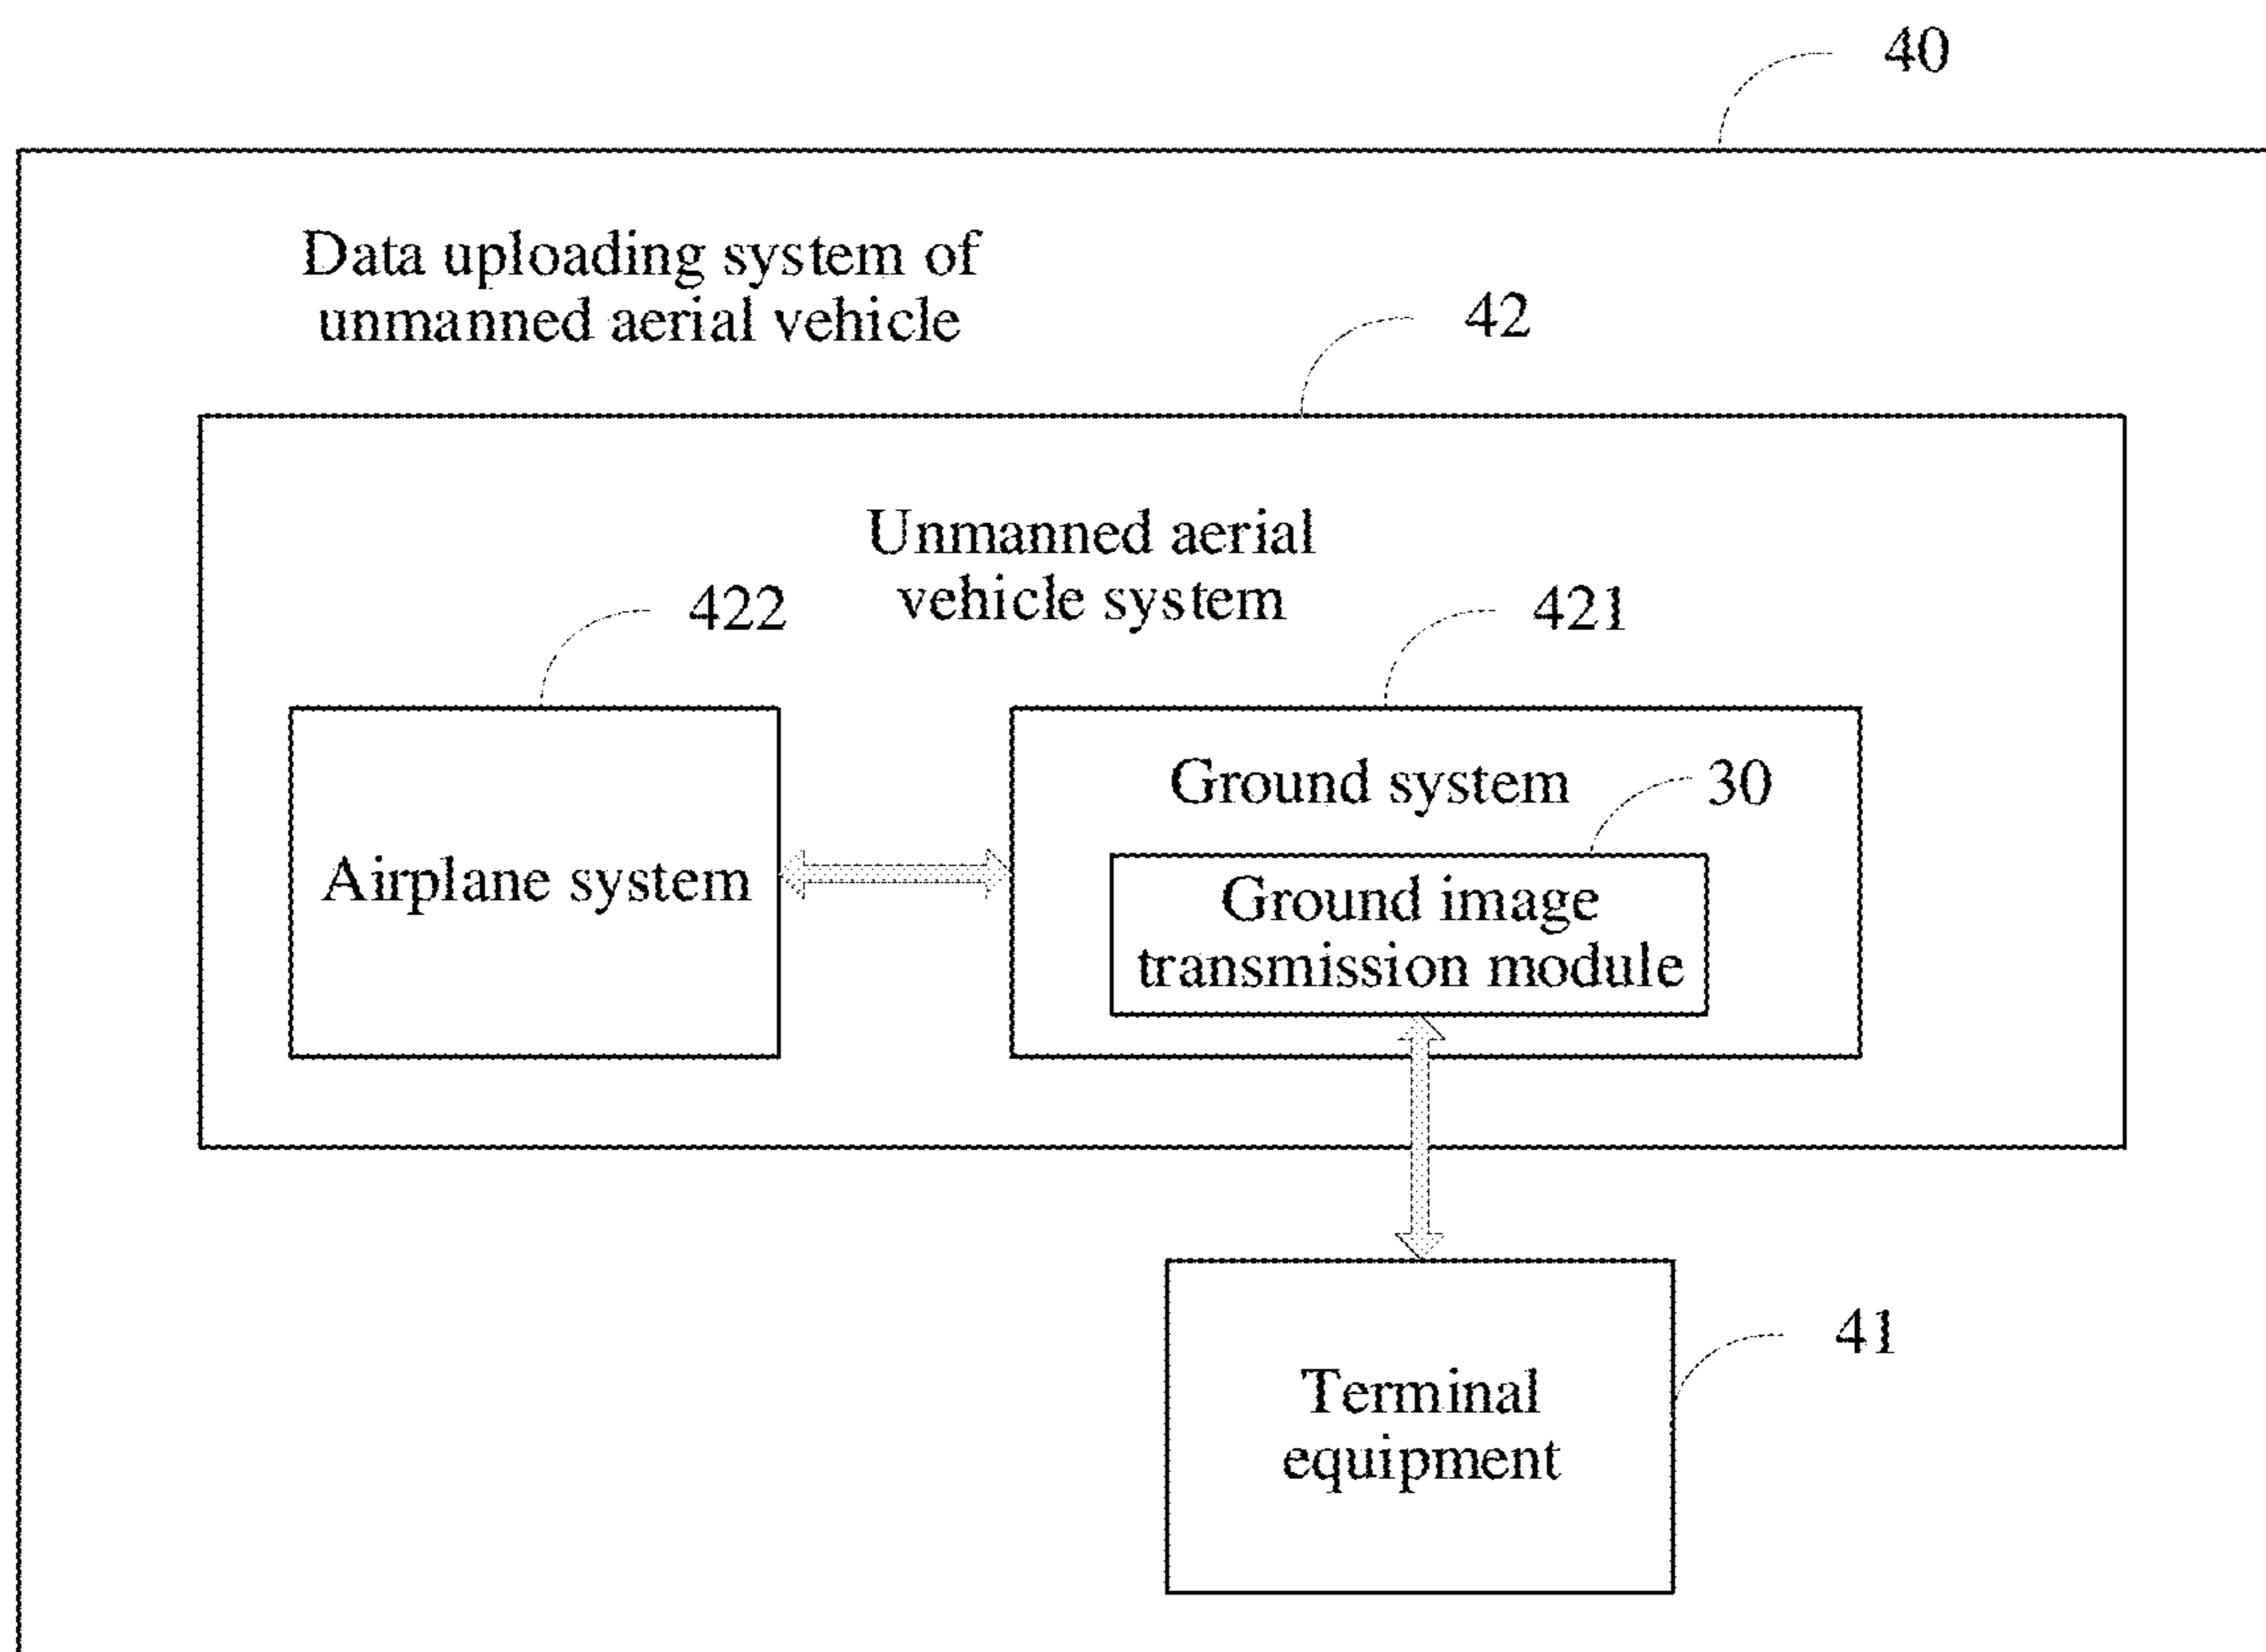 40
Data uploading system of
unmanned aerial vehicle
42
Unmanned aerial
vehicle system
422
421
Ground system
30
Airplane system
Ground image
transmission module
41
Terminal
equipment